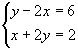 y − 2x = 6
x + 2y = 2